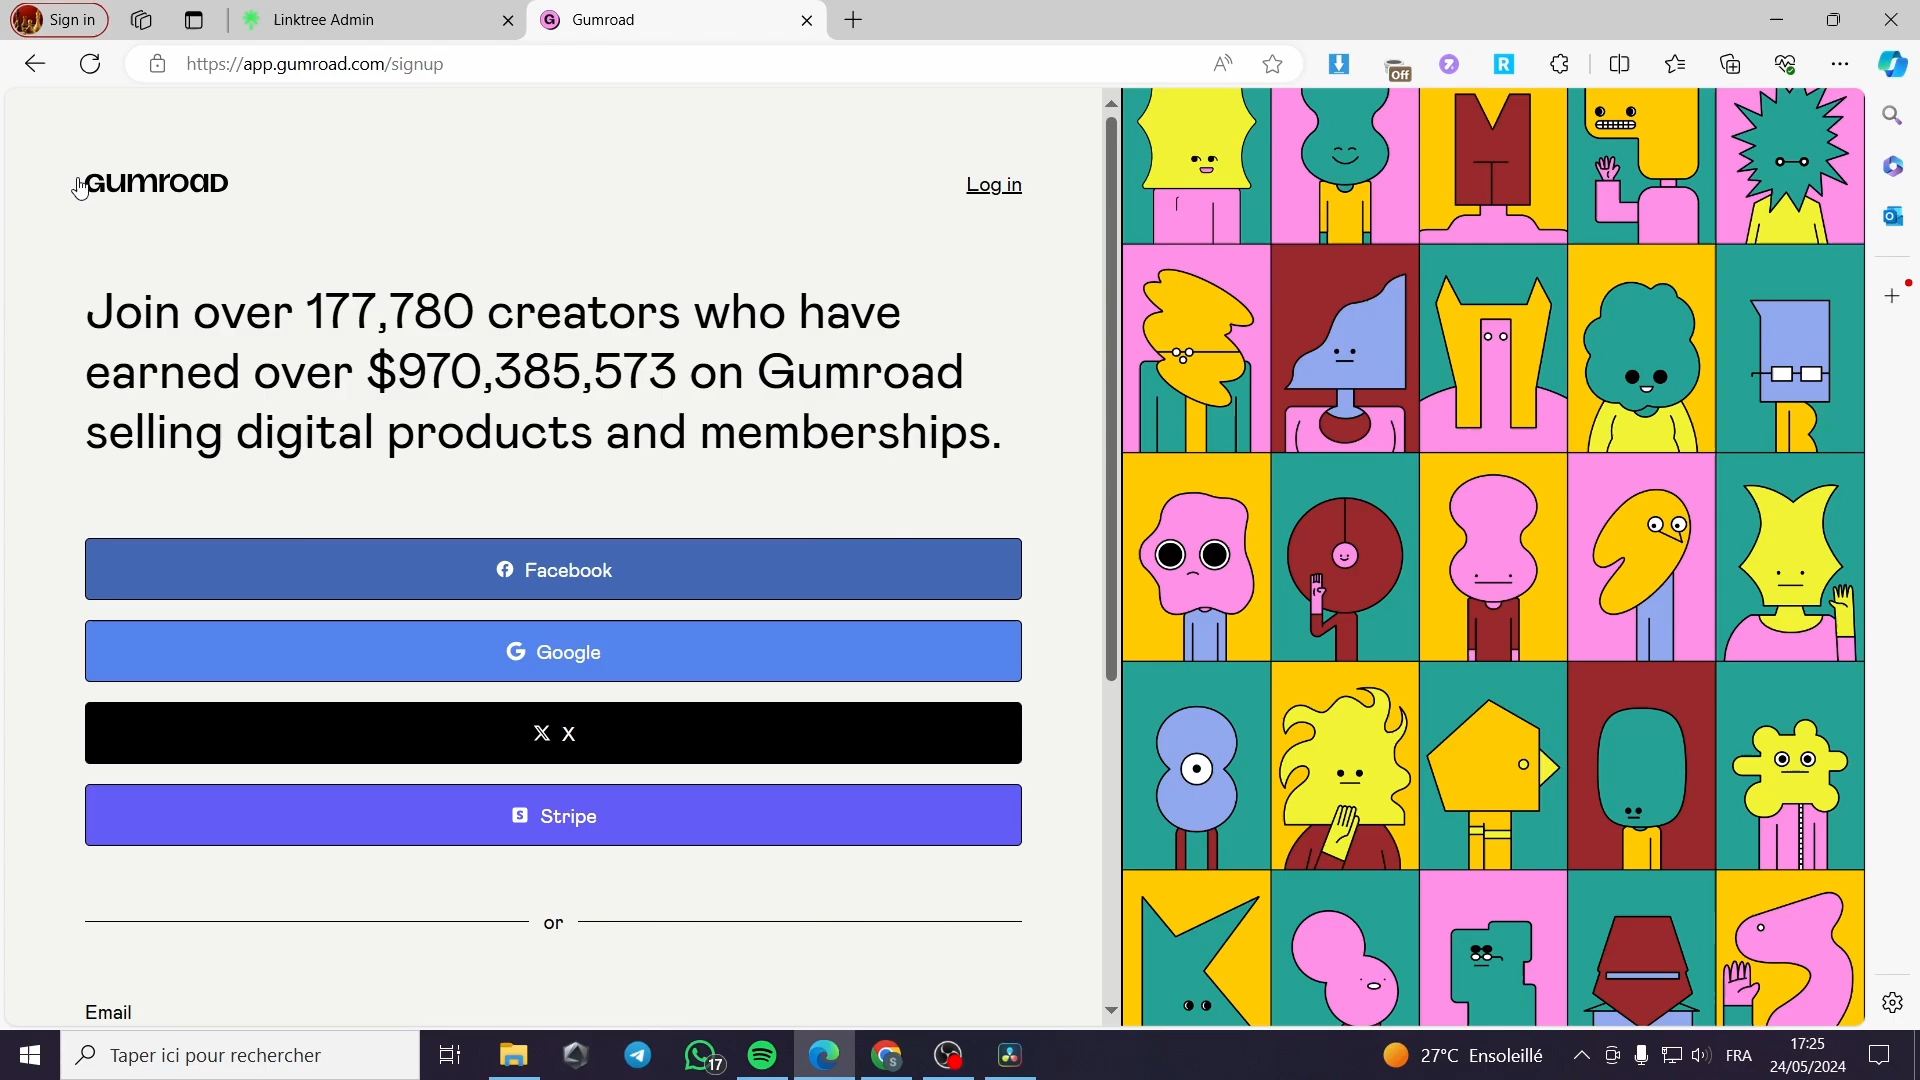 Sign in
Linktree Admin
Gumroad
https://app.gumroad.com/signup
Off
GUMROAD
Log in
Join over 177,780 creators who have
earned over $970,385,573 on Gumroad
selling digital products and memberships.
Facebook
Google
X
Stripe
or
Email
Taper ici pour rechercher
17
27°C Ensoleillé
FRA
17:25
24/05/2024